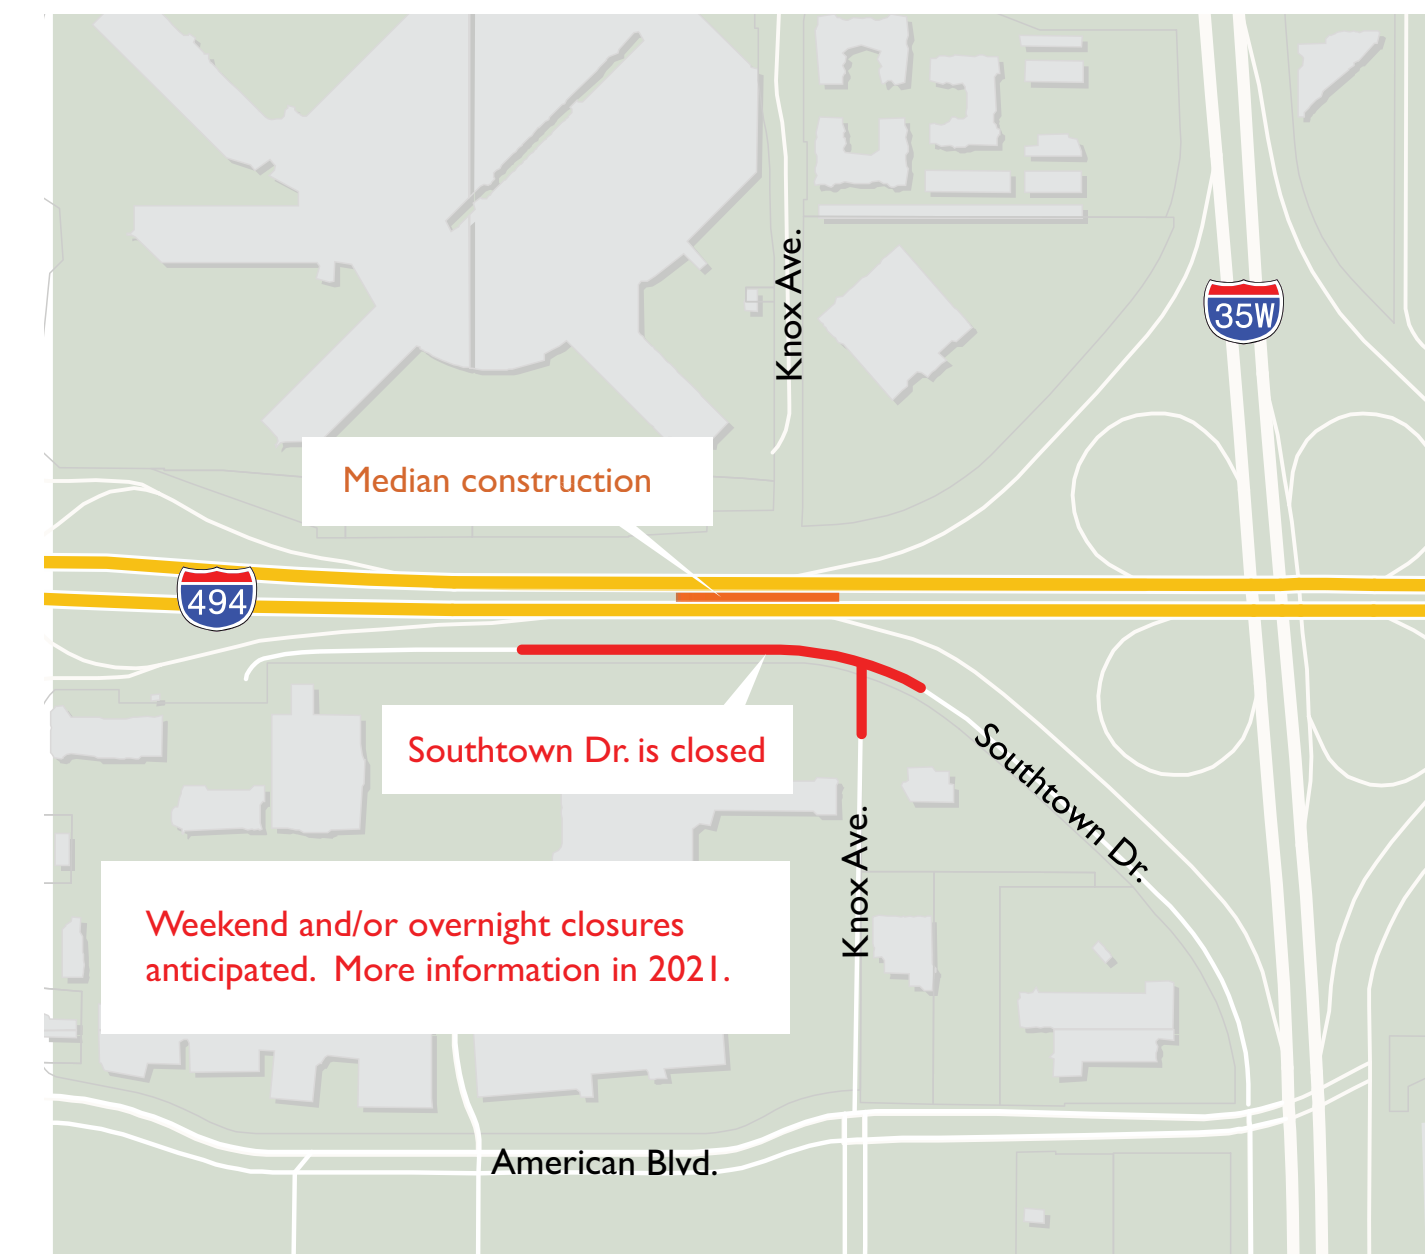 Knox Ave.
35W
Median construction
494
Southtown Dr. is closed
Southtown Dr.
Knox Ave.
Weekend and/or overnight closures
anticipated.  More information in 2021.
American Blvd.